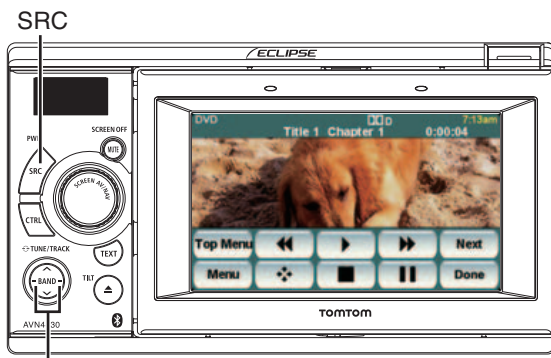 SRC
ECLIPSE
PWR
SCREEN OFF
MUTE
SRC
SCREEN AV/NAV
CTRL
TUNE/TRACK
TEXT
BAND
TILT
AVN4430
DVD
D
7:13am
Title 1 Chapter 1
0:00:04
Top Menu
Next
Menu
Done
TOMTOM